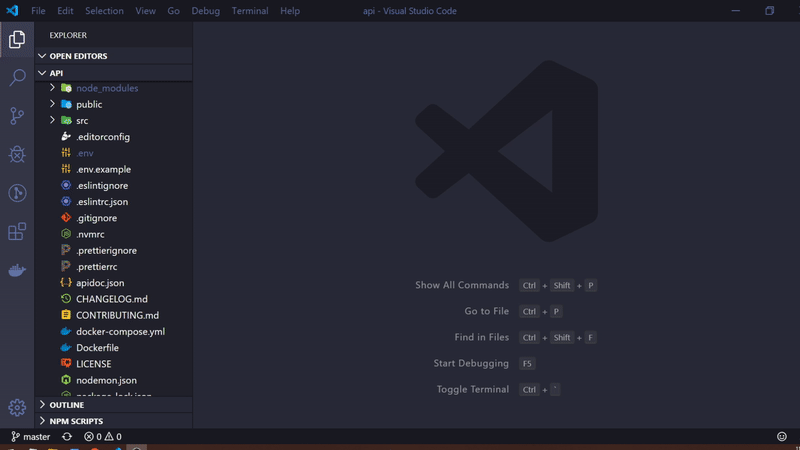 File Edit Selection View Go Debug Terminal Help api - Visual Studio Code
EXPLORER
OPEN EDITORS
API
node_modules
public
src
.editorconfig
.env
.env.example
.eslintignore
.eslintrc.json
.gitignore
.nvmrc
.prettierignore
.prettierrc
apidoc.json
CHANGELOG.md
CONTRIBUTING.md
docker-compose.yml
Dockerfile
LICENSE
nodemon.json
package-lock.json
OUTLINE
NPM SCRIPTS
Show All Commands Ctrl + Shift + P
Go to File Ctrl + P
Find in Files Ctrl + Shift + F
Start Debugging F5
Toggle Terminal Ctrl + `
master 0 0